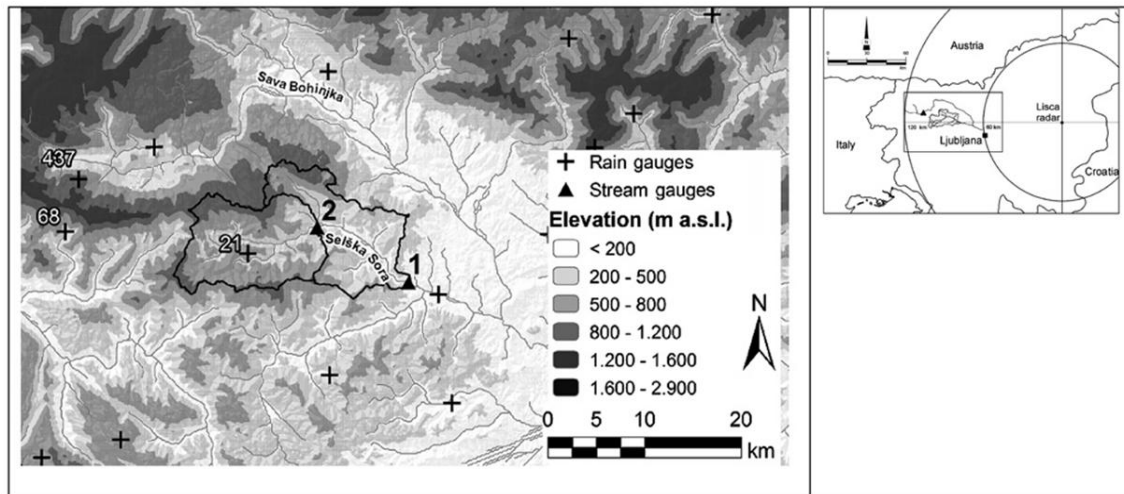 Sava Bohinjka
437
68
2
21
Selška Sora
1
Rain gauges
Stream gauges
Elevation (m a.s.l.)
< 200
200 - 500
500 - 800
800 - 1.200
1.200 - 1.600
1.600 - 2.900
N
0 5 10 20
km
Austria
Lisca
radar
120 km
60 km
Ljubljana
Italy
Croatia